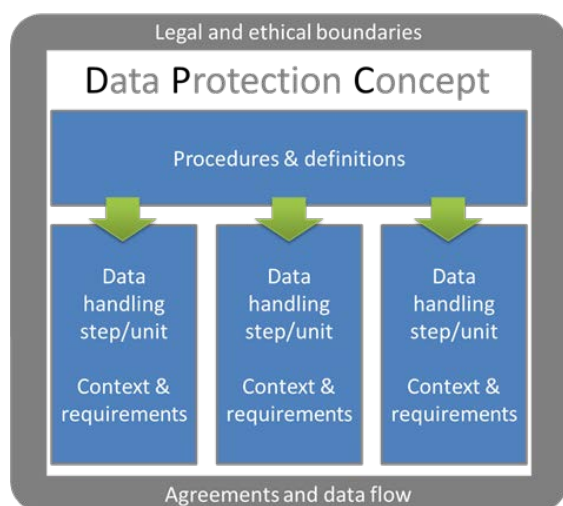 Legal and ethical boundaries
Data Protection Concept
Procedures & definitions
Data
handling
step/unit
Context &
requirements
Data
handling
step/unit
Context &
requirements
Data
handling
step/unit
Context &
requirements
Agreements and data flow